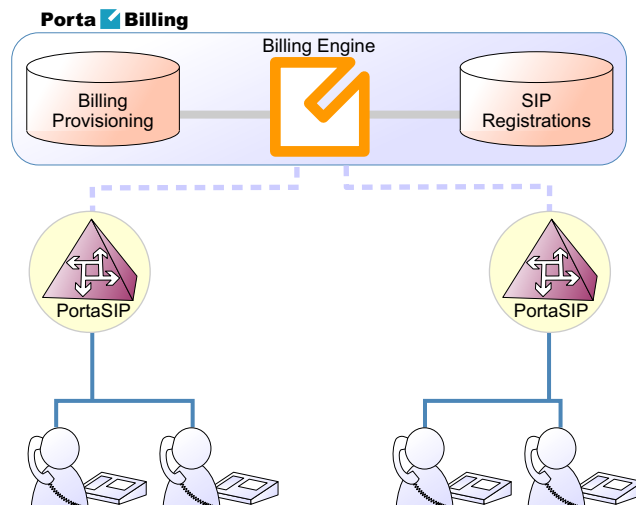 Porta Billing
Billing Engine
Billing
Provisioning
SIP
Registrations
PortaSIP
PortaSIP